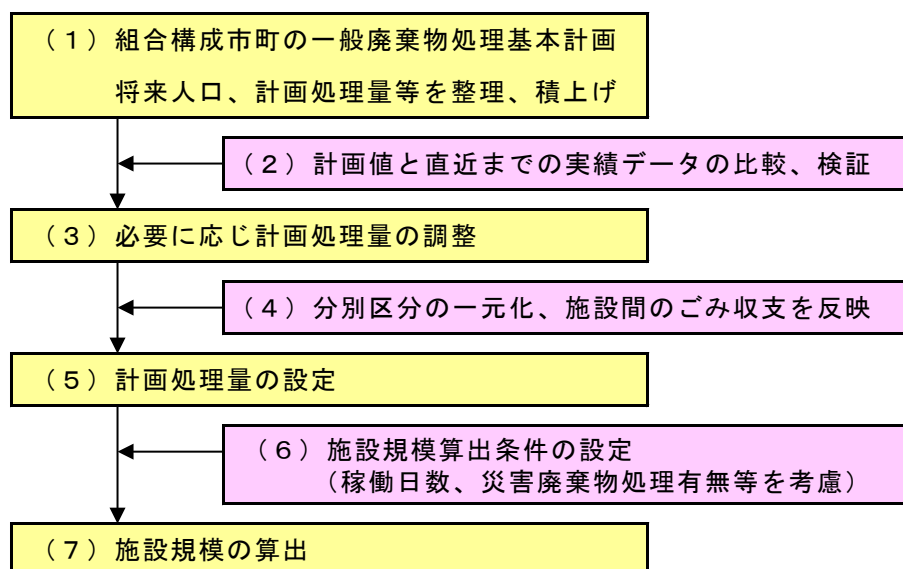 （１）組合構成市町の一般廃棄物処理基本計画
将来人口、計画処理量等を整理、積上げ
（２）計画値と直近までの実績データの比較、検証
（３）必要に応じ計画処理量の調整
（４）分別区分の一元化、施設間のごみ収支を反映
（５）計画処理量の設定
（６）施設規模算出条件の設定
（稼働日数、災害廃棄物処理有無等を考慮）
（７）施設規模の算出